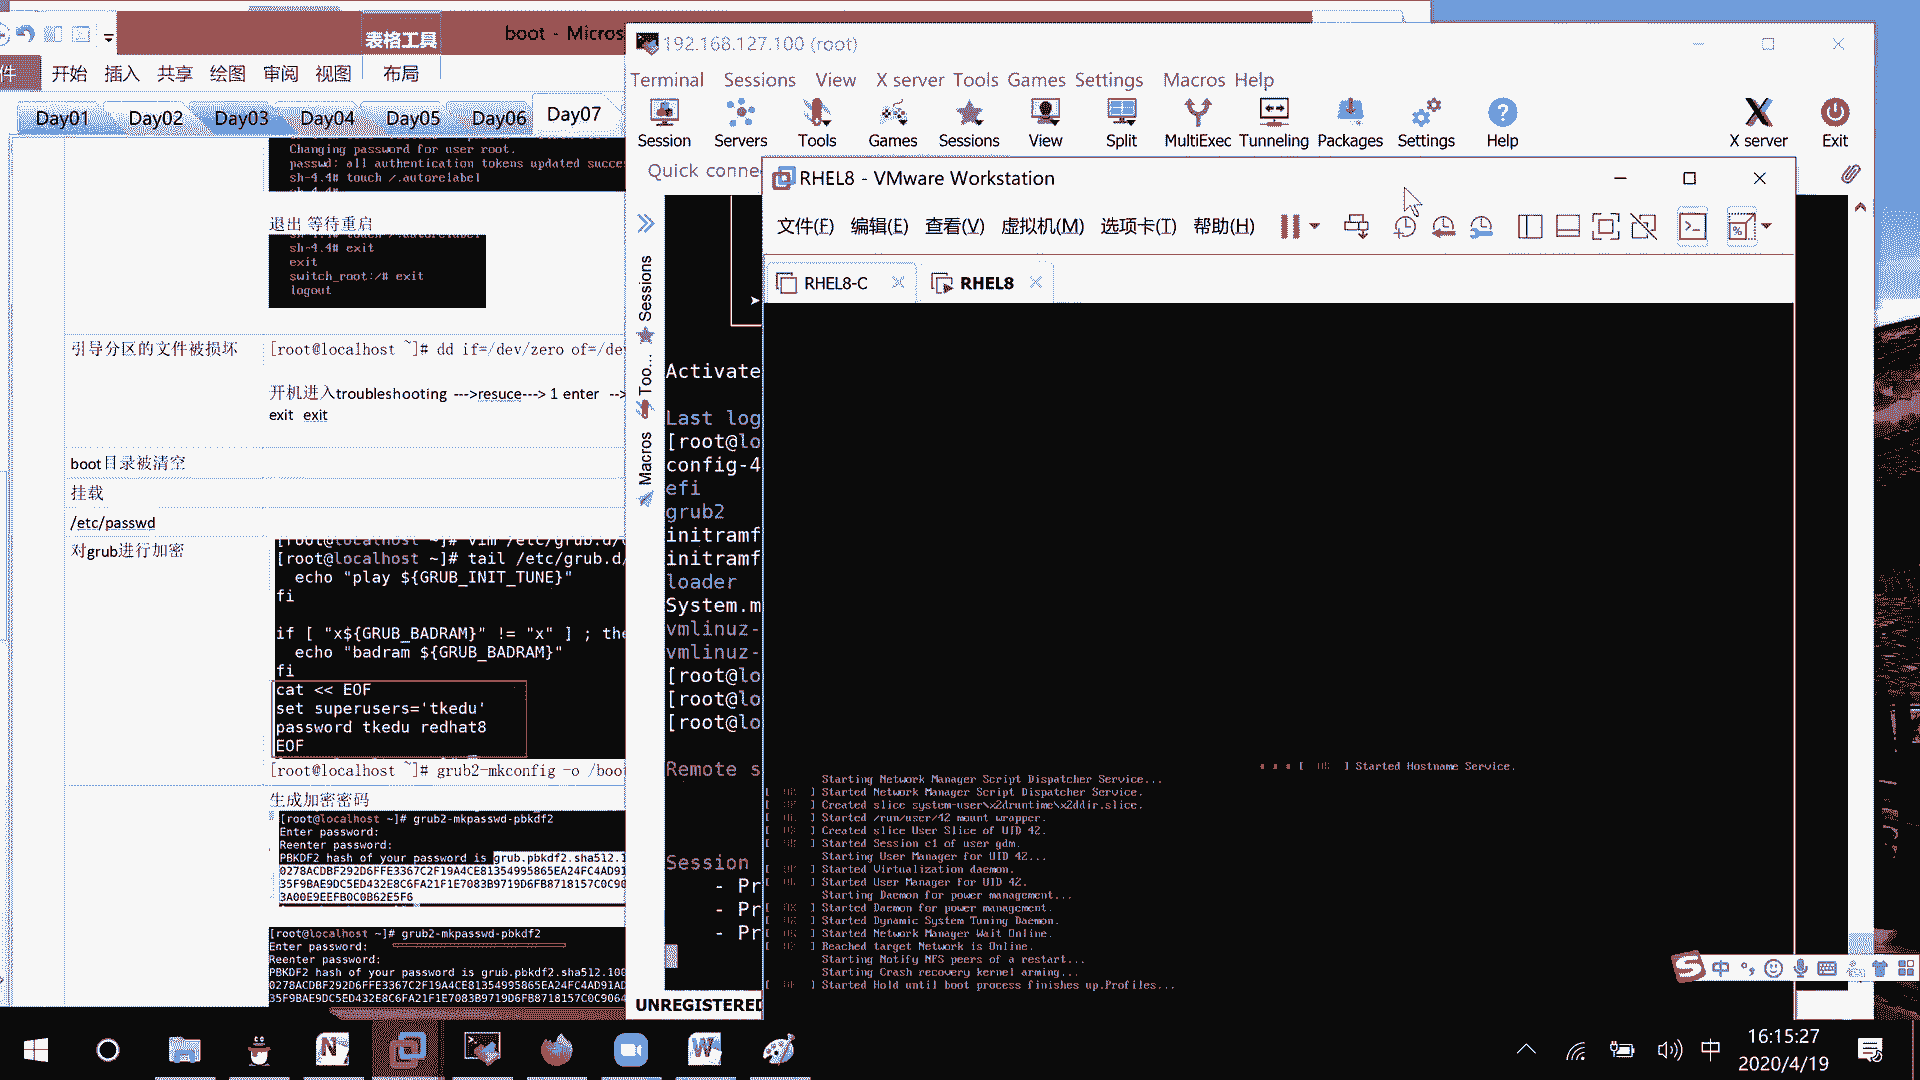 表格工具
boot - Micros
件
开始 插入 共享 绘图 审阅 视图 布局
Day01 Day02 Day03 Day04 Day05 Day06 Day07
Changing password for user root.
passwd: all authentication tokens updated succe
sh-4.4# touch /.autorelabel
退出 等待重启
sh-4.4# exit
exit
switch_root:/# exit
logout
引导分区的文件被损坏
[root@localhost ~]# dd if=/dev/zero of=/de
开机进入troubleshooting --->resuce---> 1 enter -->
exit exit
boot目录被清空
挂载
/etc/passwd
对grub进行加密
[root@localhost ~]# vim /etc/grub.d/
[root@localhost ~]# tail /etc/grub.d/
echo "play ${GRUB_INIT_TUNE}"
fi
if [ "x${GRUB_BADRAM}" != "x" ] ; the
echo "badram ${GRUB_BADRAM}"
fi
cat << EOF
set superusers='tkedu'
password tkedu redhat8
EOF
[root@localhost ~]# grub2-mkconfig -o /boo
生成加密密码
[root@localhost ~]# grub2-mkpasswd-pbkdf2
Enter password:
Reenter password:
PBKDF2 hash of your password is grub.pbkdf2.sha512.1
0278ACDBF292D6FFE3367C2F19A4CE81354995865EA24FC4AD91
35F9BAE9DC5ED432E8C6FA21F1E7083B9719D6FB8718157C0C90
3A00E9EEFB0C0B62E5F6
[root@localhost ~]# grub2-mkpasswd-pbkdf2
Enter password:
Reenter password:
PBKDF2 hash of your password is grub.pbkdf2.sha512.100
0278ACDBF292D6FFE3367C2F19A4CE81354995865EA24FC4AD91AD
35F9BAE9DC5ED432E8C6FA21F1E7083B9719D6FB8718157C0C9064
192.168.127.100 (root)
Terminal Sessions View X server Tools Games Settings Macros Help
Session Servers Tools Games Sessions View Split MultiExec Tunneling Packages Settings Help X server Exit
Quick conne
Sessions
Too...
Macros
Activate
Last log
[root@lo
config-4
efi
grub2
initramf
initramf
loader
System.m
vmlinuz-
vmlinuz-
[root@lo
[root@lo
[root@lo
Remote s
Session
- Pr
- Pr
- Pr
UNREGISTERED
RHEL8 - VMware Workstation
文件(F) 编辑(E) 查看(V) 虚拟机(M) 选项卡(T) 帮助(H)
RHEL8-C RHEL8
] Started Hostname Service.
Starting Network Manager Script Dispatcher Service...
] Started Network Manager Script Dispatcher Service.
] Created slice system-user\x2druntime\x2ddir.slice.
] Started /run/user/42 mount wrapper.
] Created slice User Slice of UID 42.
] Started Session c1 of user gdm.
Starting User Manager for UID 42...
] Started Virtualization daemon.
] Started User Manager for UID 42.
Starting Daemon for power management...
] Started Daemon for power management.
] Started Dynamic System Tuning Daemon.
] Started Network Manager Wait Online.
] Reached target Network is Online.
Starting Notify NFS peers of a restart...
Starting Crash recovery kernel arming...
] Started Hold until boot process finishes up.Profiles...
中
中
16:15:27
2020/4/19